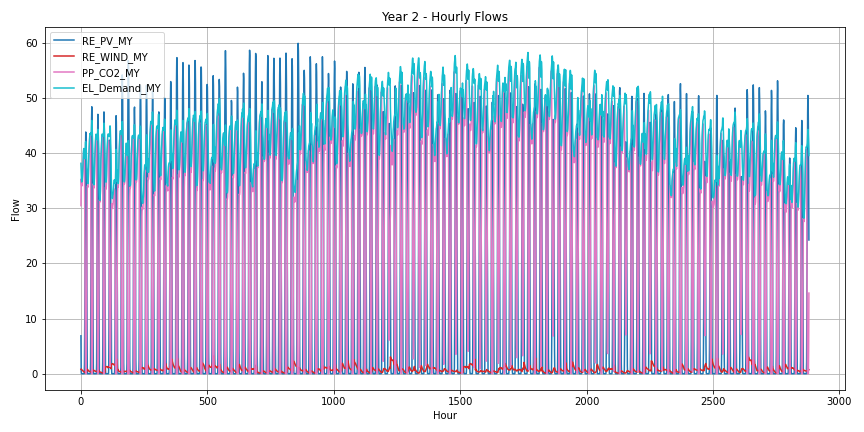 Year 2 - Hourly Flows
RE_PV_MY
RE_WIND_MY
PP_CO2_MY
EL_Demand_MY
60
50
40
30
20
10
0
Flow
0
500
1000
1500
2000
2500
3000
Hour